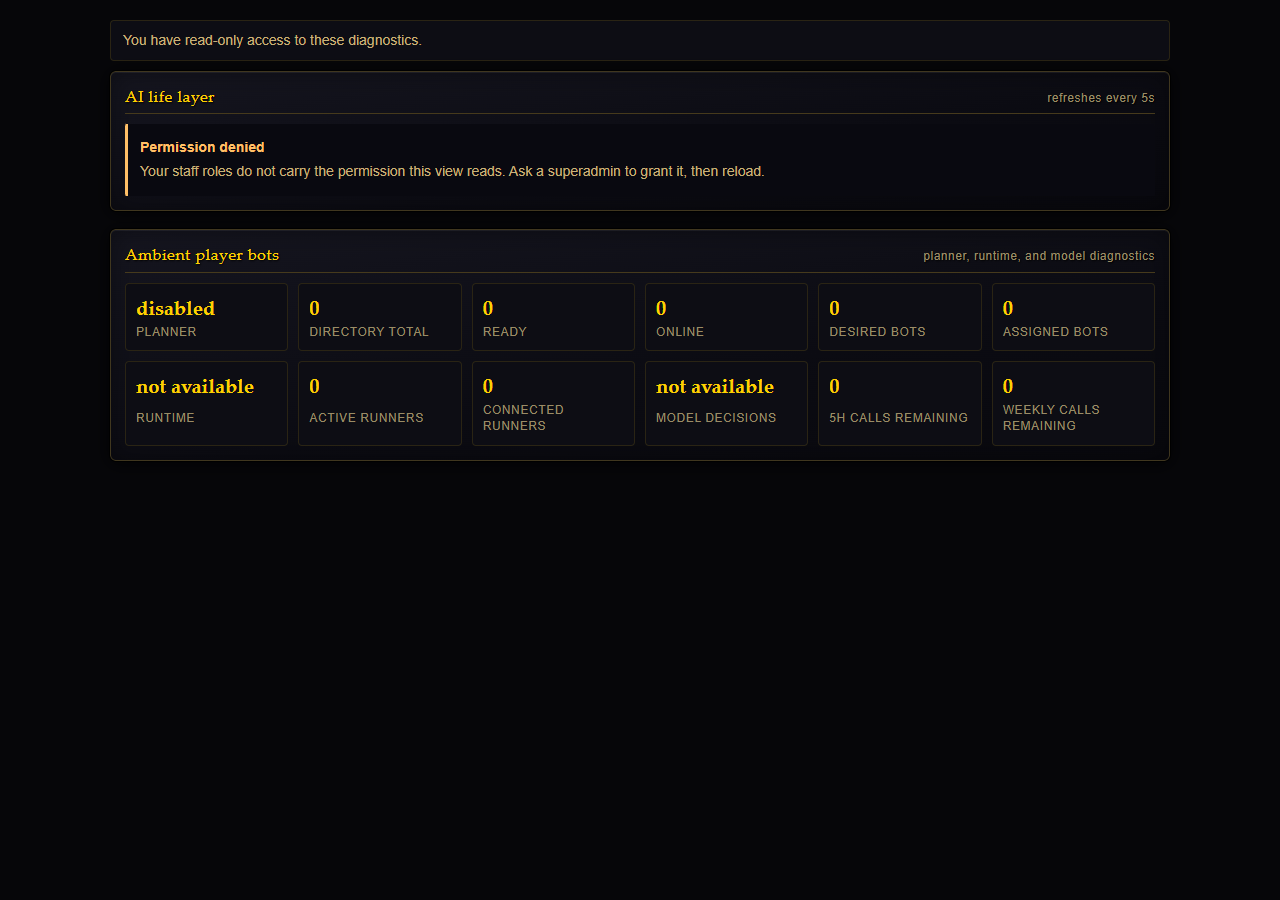 You have read-only access to these diagnostics.
AI life layer
refreshes every 5s
Permission denied
Your staff roles do not carry the permission this view reads. Ask a superadmin to grant it, then reload.
Ambient player bots
planner, runtime, and model diagnostics
disabled
PLANNER
0
DIRECTORY TOTAL
0
READY
0
ONLINE
0
DESIRED BOTS
0
ASSIGNED BOTS
not available
RUNTIME
0
ACTIVE RUNNERS
0
CONNECTED
RUNNERS
not available
MODEL DECISIONS
0
5H CALLS REMAINING
0
WEEKLY CALLS
REMAINING